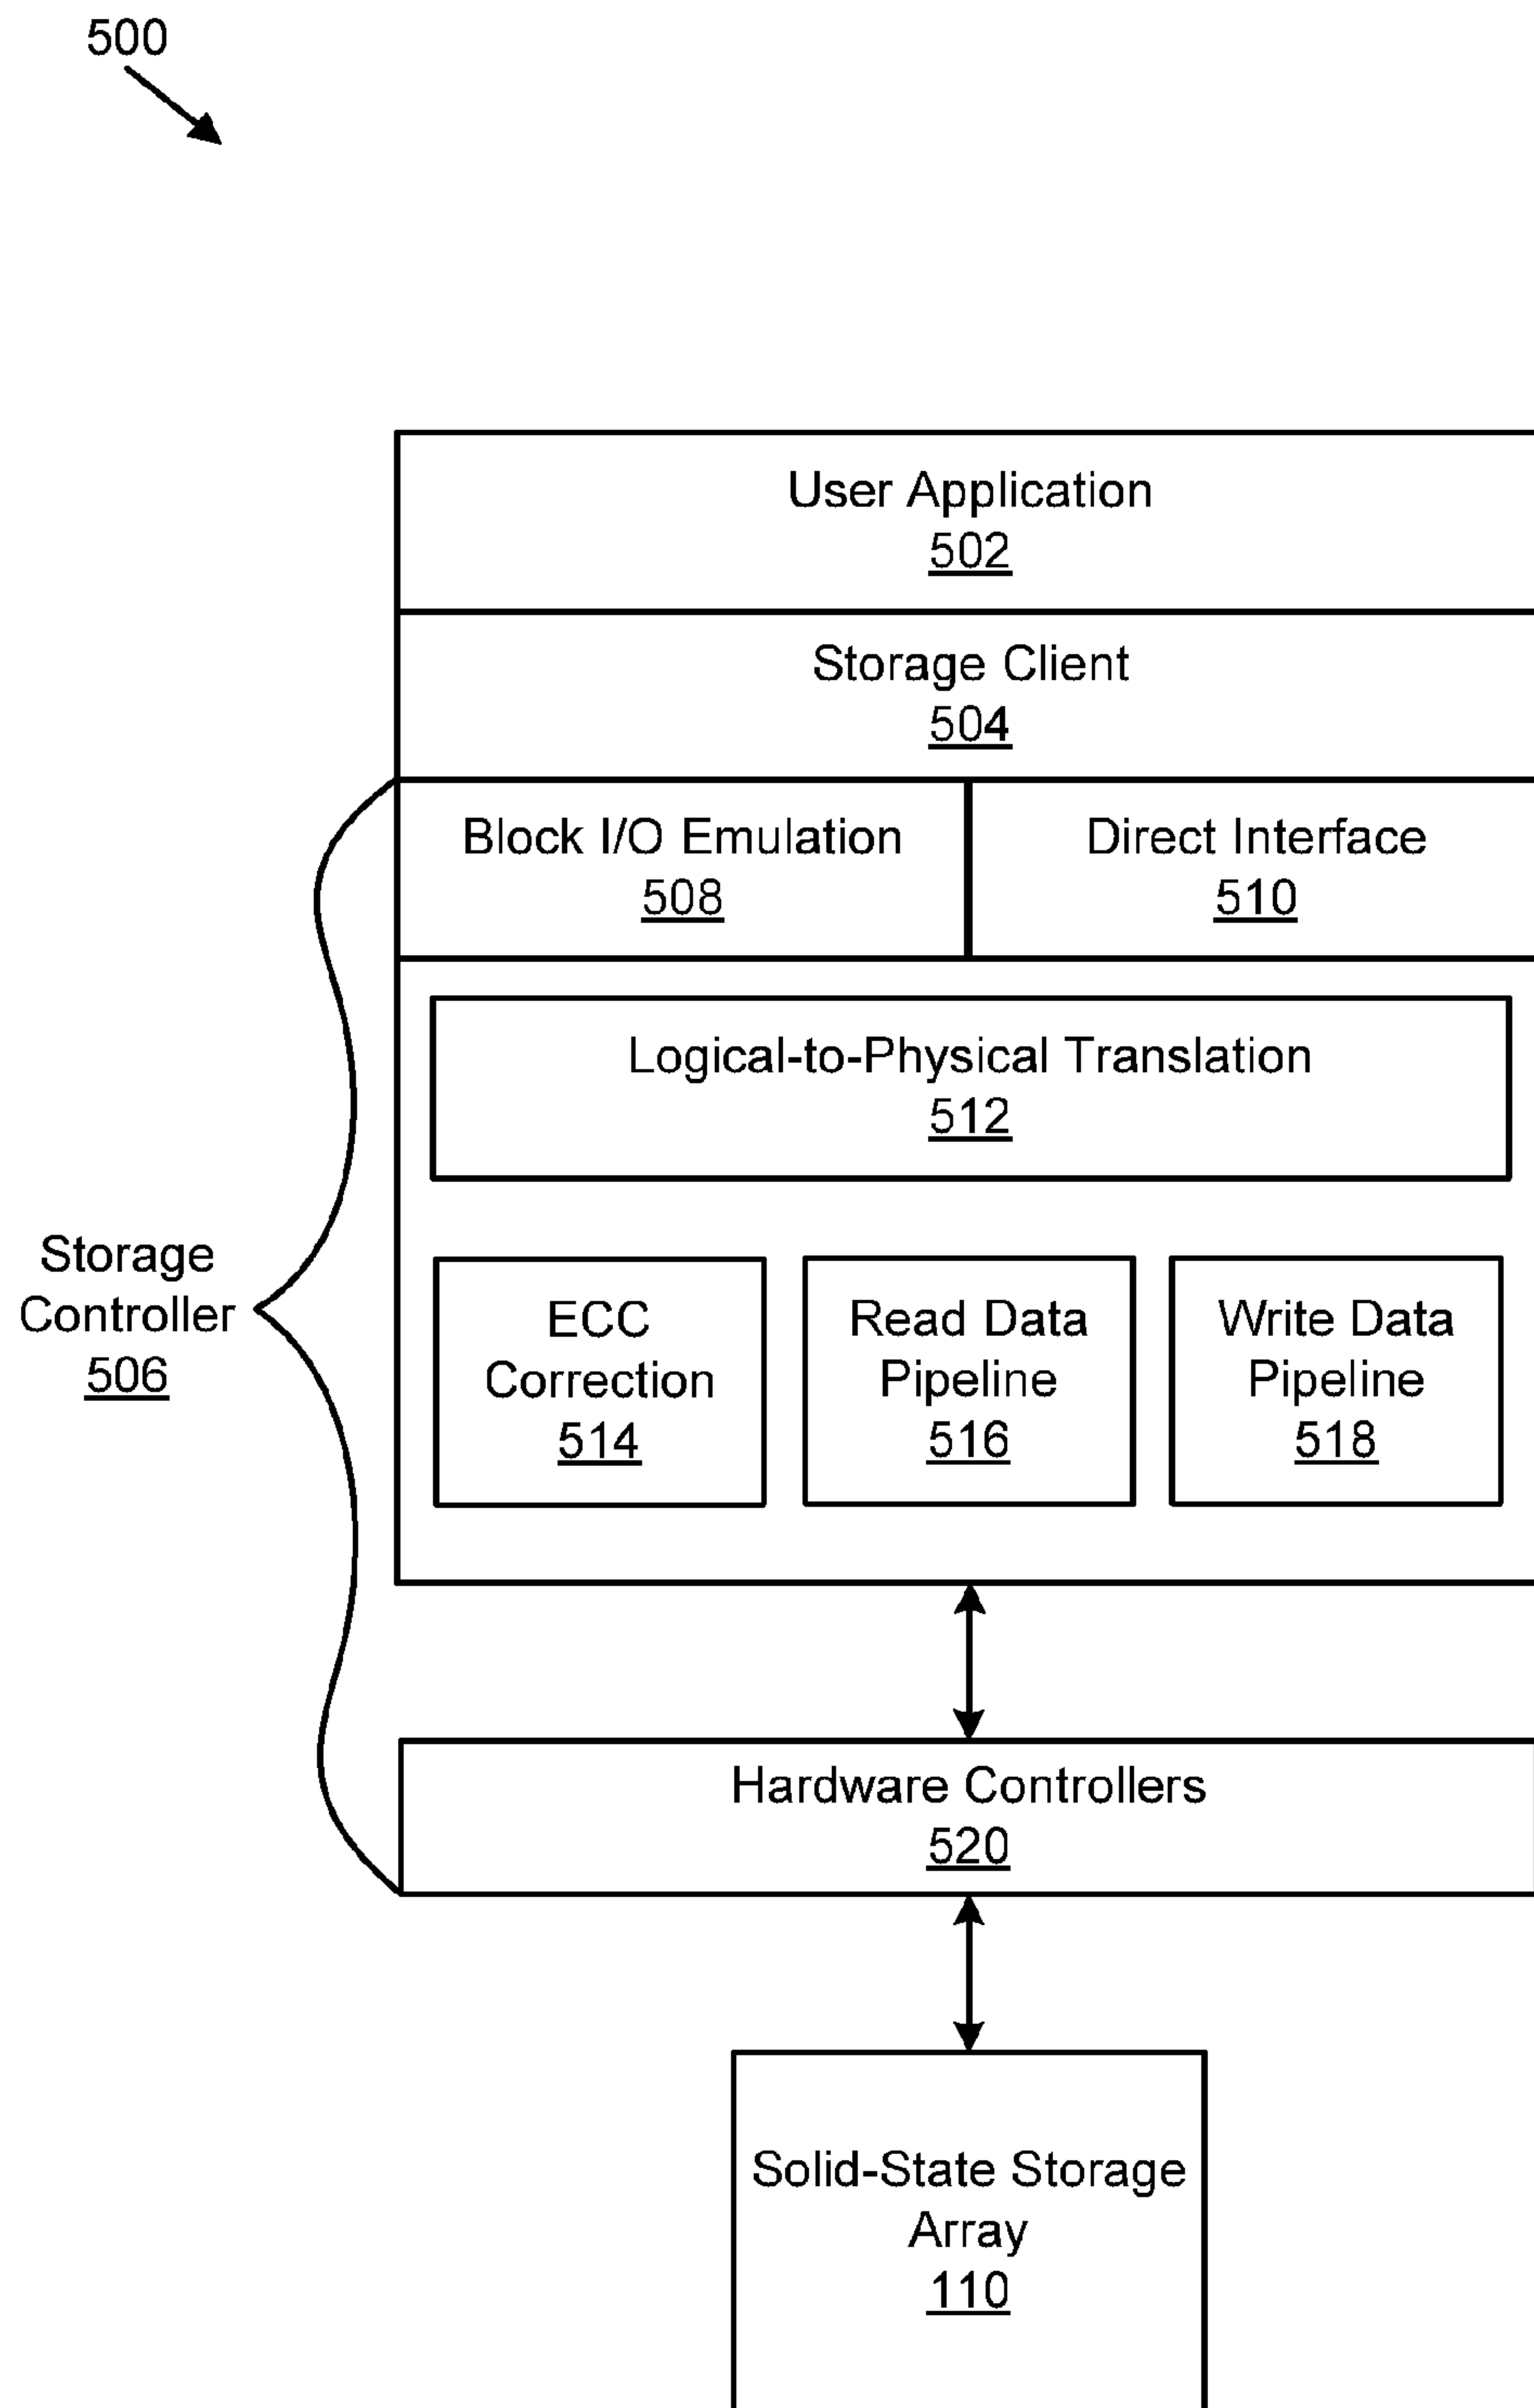 500
User Application
502
Storage Client
504
Block I/O Emulation
508
Direct Interface
510
Logical-to-Physical Translation
512
Storage
Controller
506
ECC
Correction
514
Read Data
Pipeline
516
Write Data
Pipeline
518
Hardware Controllers
520
Solid-State Storage
Array
110